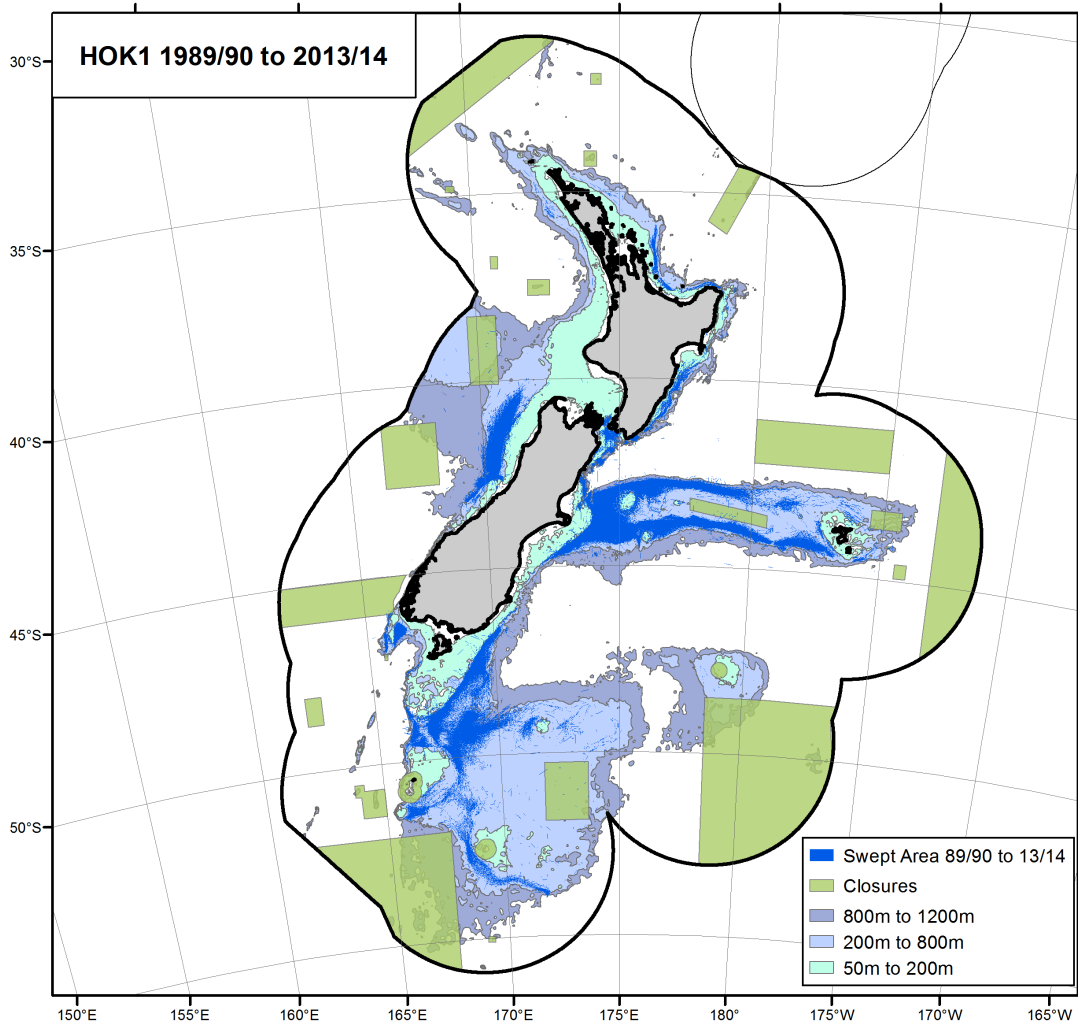 HOK1 1989/90 to 2013/14
30°S
35°S
40°S
45°S
50°S
Swept Area 89/90 to 13/14
Closures
800m to 1200m
200m to 800m
50m to 200m
150°E 155°E 160°E 165°E 170°E 175°E 180° 175°W 170°W 165°W